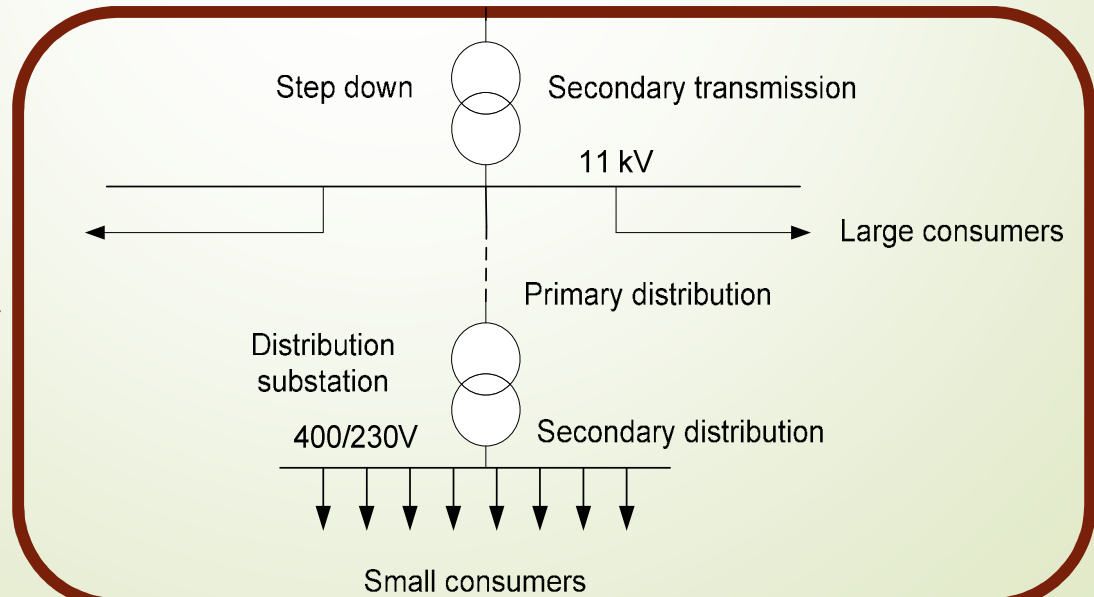 Step down
Secondary transmission
11 kV
Large consumers
Primary distribution
Distribution
substation
400/230V
Secondary distribution
Small consumers